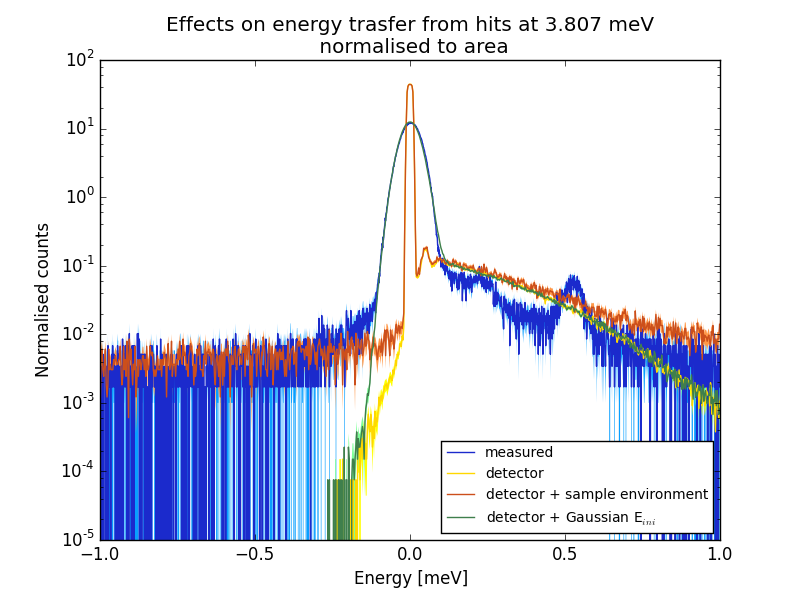 Effects on energy trasfer from hits at 3.807 meV
normalised to area
Normalised counts
10^2
10^1
10^0
10^-1
10^-2
10^-3
10^-4
10^-5
measured
detector
detector + sample environment
detector + Gaussian E_ini
−1.0 −0.5 0.0 0.5 1.0
Energy [meV]